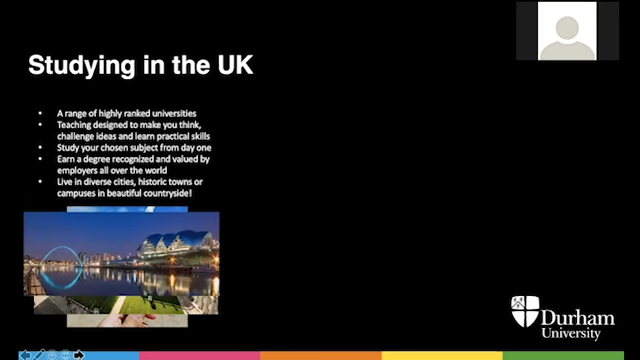 Studying in the UK
• A range of highly ranked universities
• Teaching designed to make you think,
challenge ideas and learn practical skills
• Study your chosen subject from day one
• Earn a degree recognized and valued by
employers all over the world
• Live in diverse cities, historic towns or
campuses in beautiful countryside!
Durham
University